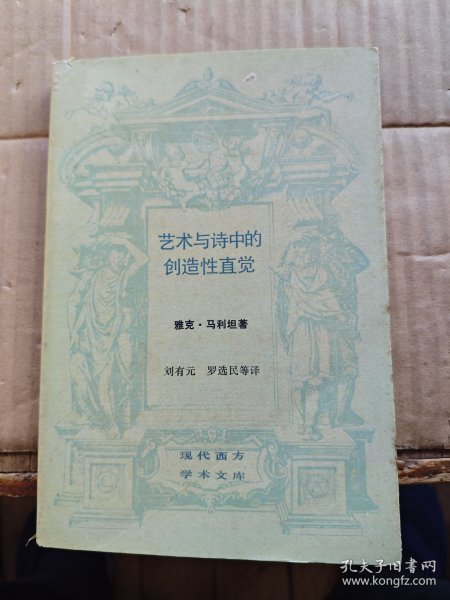 艺术与诗中的
创造性直觉
雅克·马利坦著
刘有元 罗选民等译
现代西方
学术文库
孔夫子旧书网
www.kongfz.com